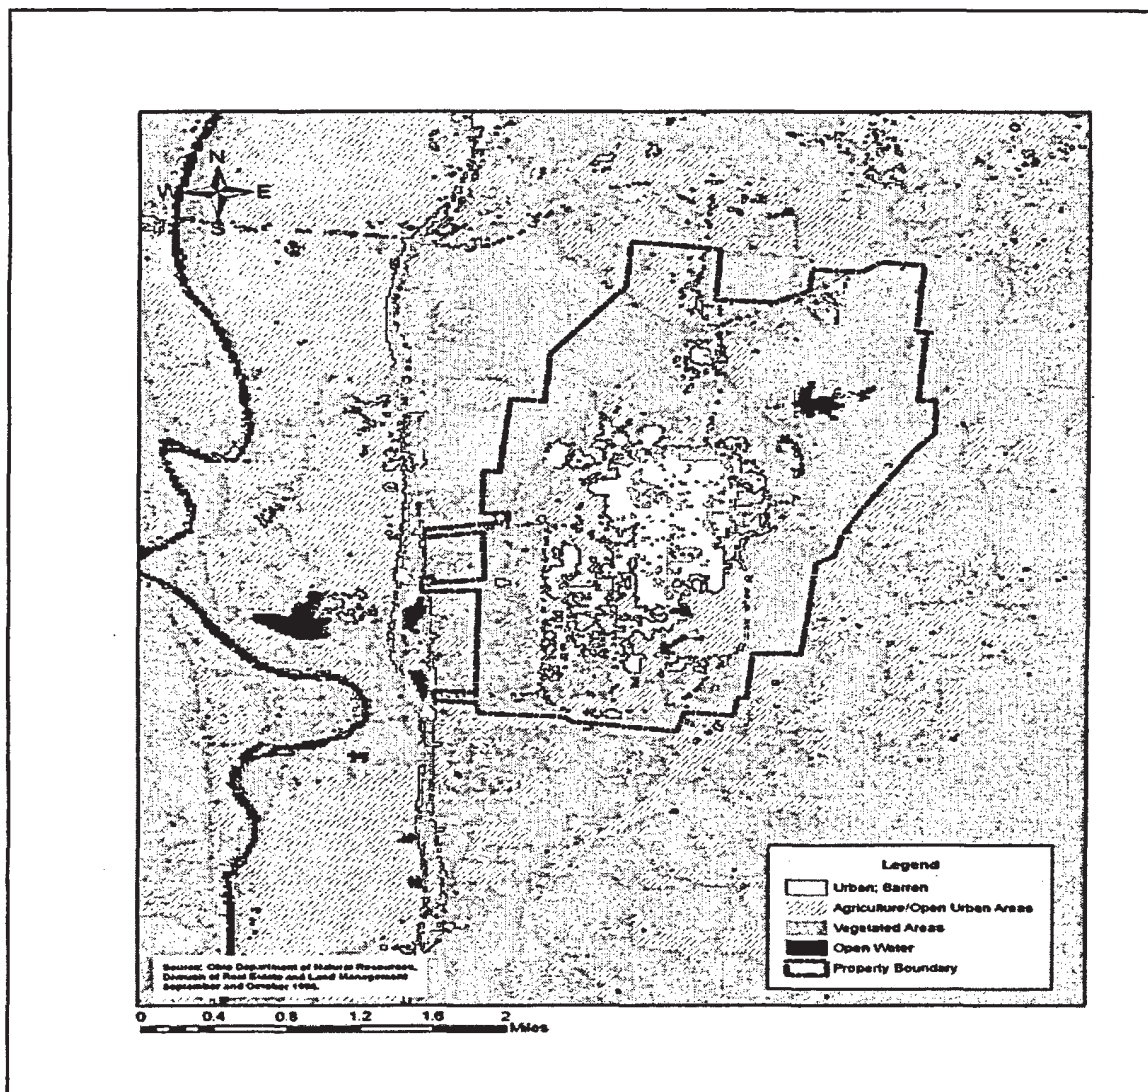 N
W E
S
Legend
Urban; Barren
Agriculture/Open Urban Areas
Vegetated Areas
Open Water
Property Boundary
Source: Ohio Department of Natural Resources,
Division of Real Estate and Land Management
September and October 1994.
0 0.4 0.8 1.2 1.6 2
Miles